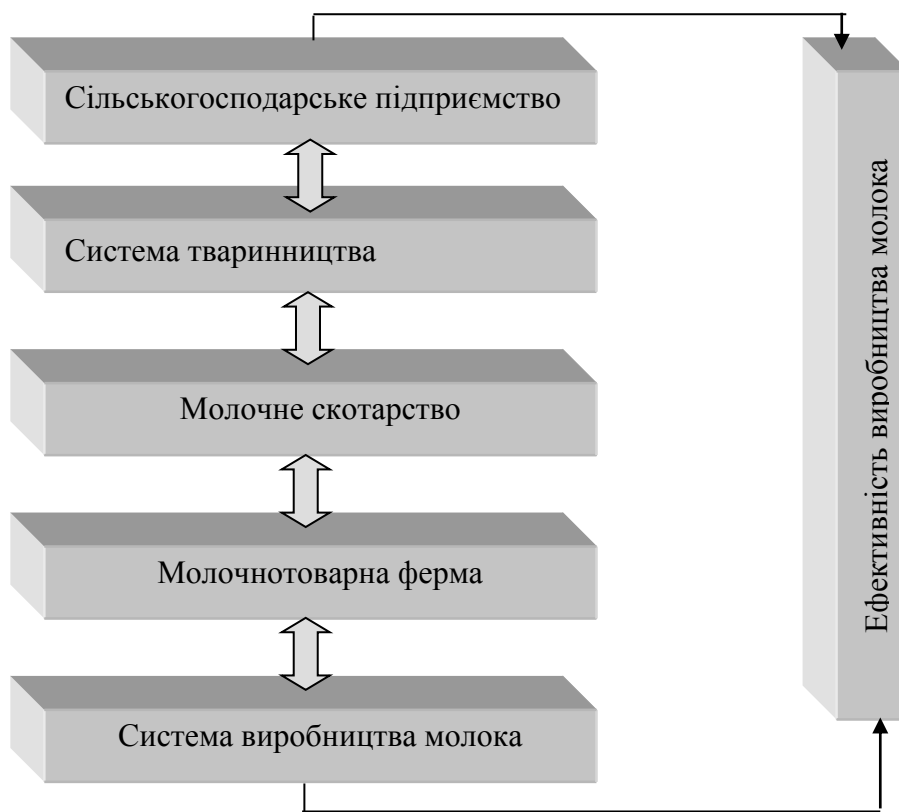 Сільськогосподарське підприємство
Система тваринництва
Молочне скотарство
Молочнотоварна ферма
Система виробництва молока
Ефективність виробництва молока